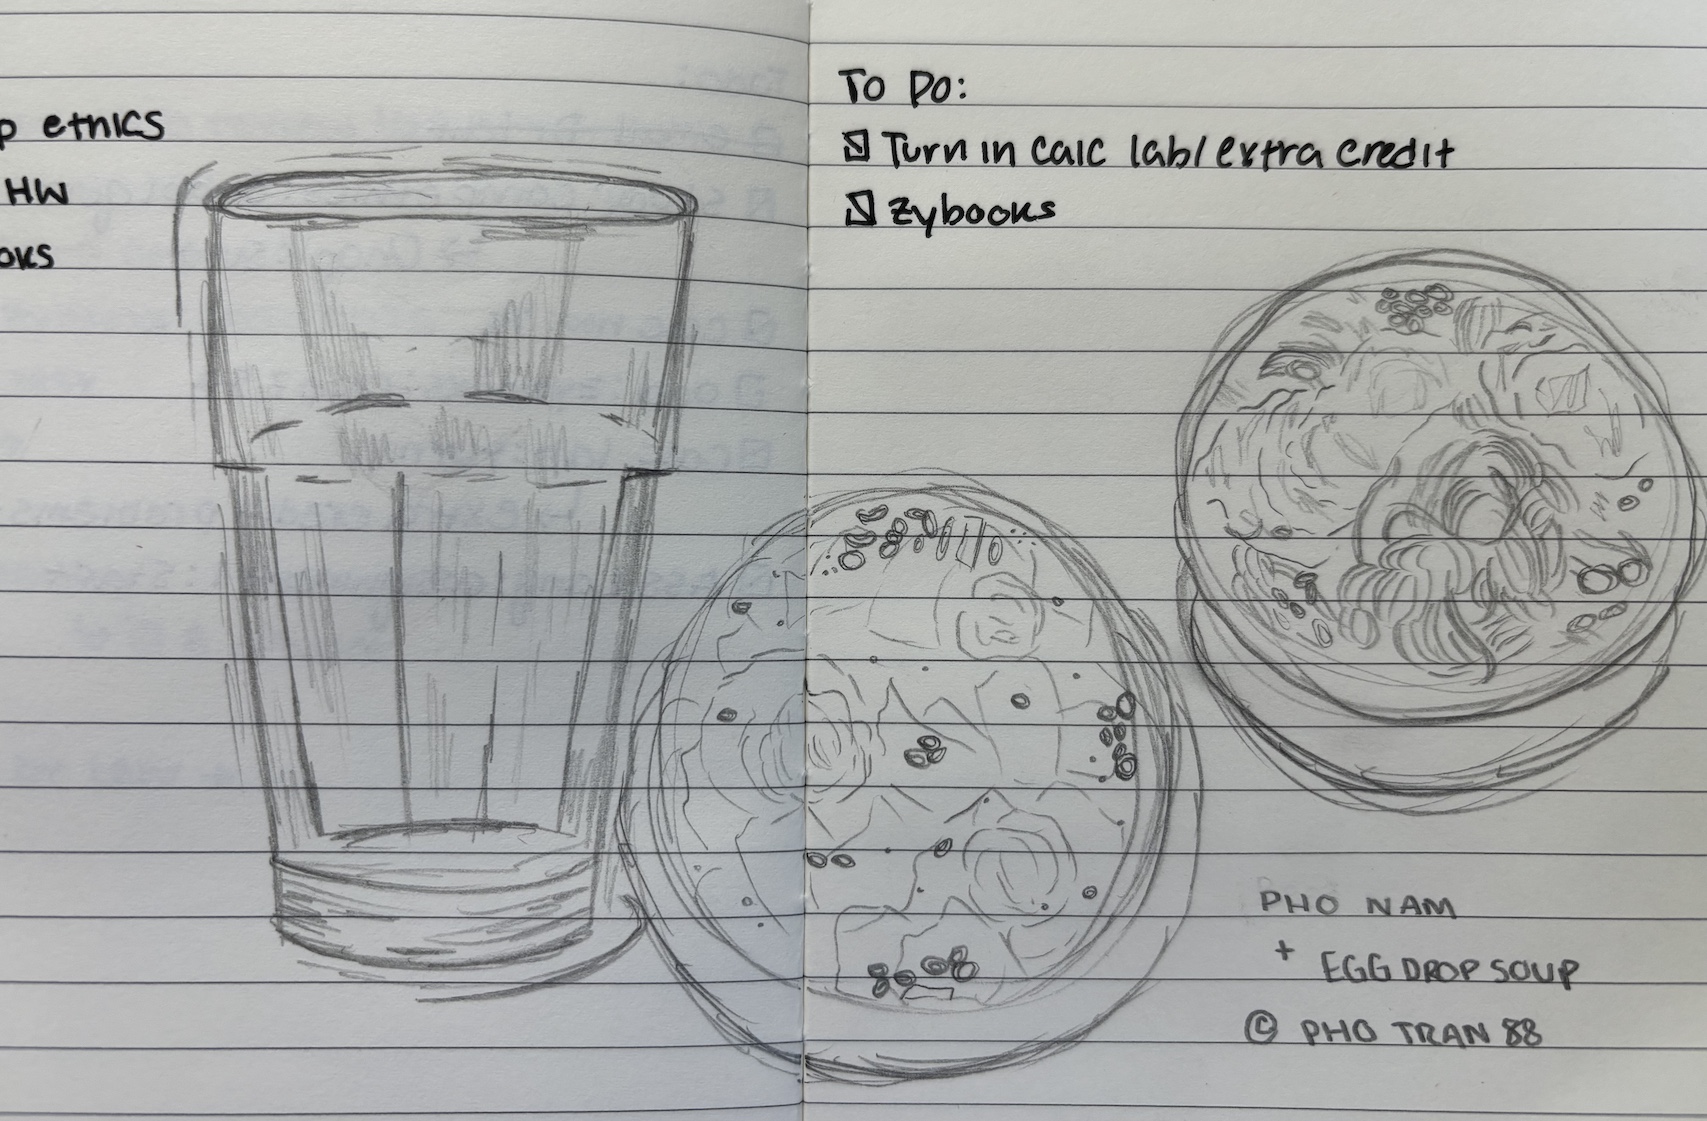 p ethics
HW
oks
To Do:
☑ Turn in calc lab/extra credit
☑ zybooks
PHO NAM
+ EGG DROP SOUP
© PHO TRAN 88